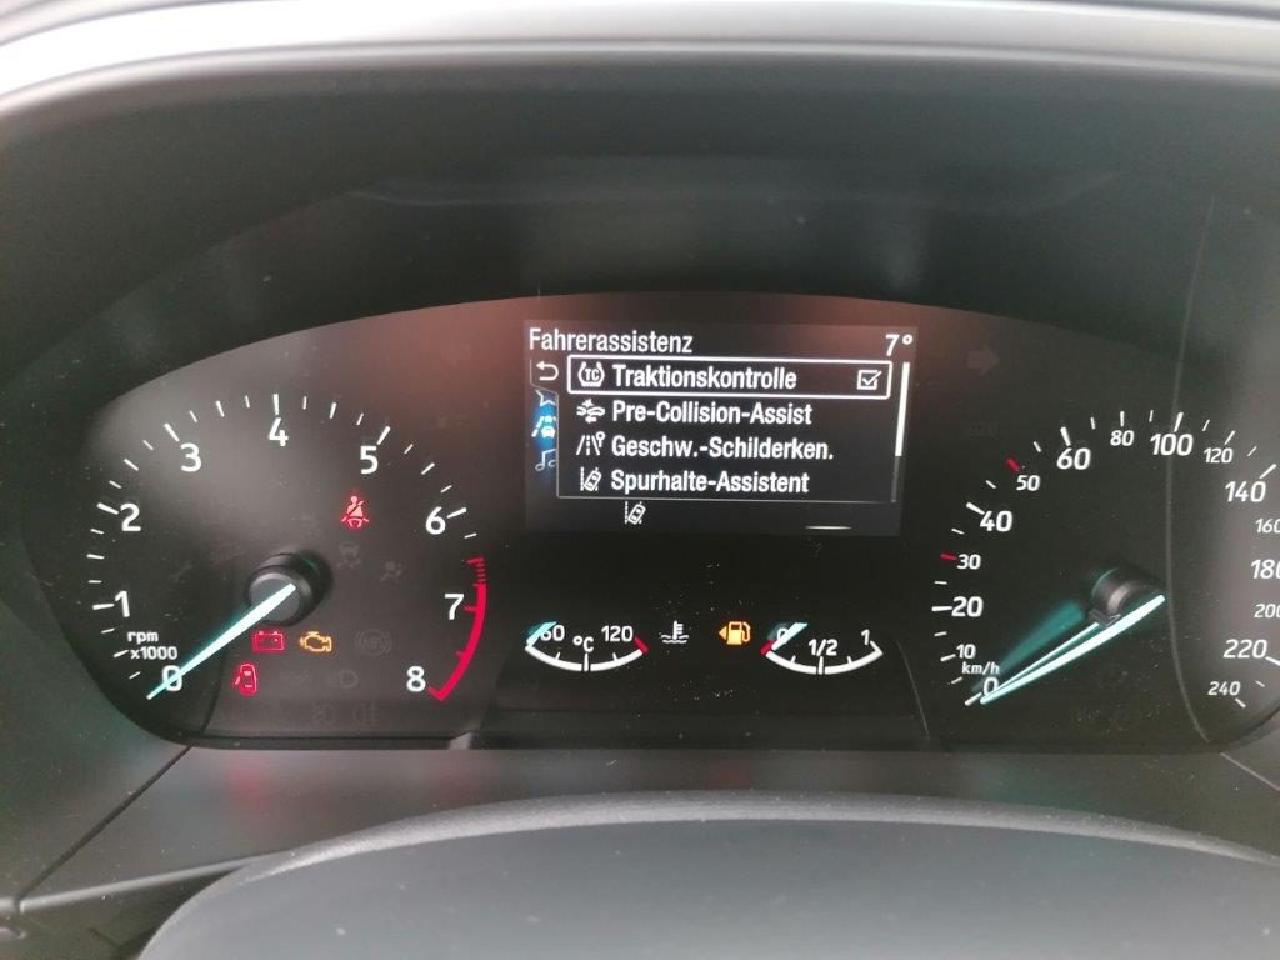 Fahrerassistenz 7°
TC Traktionskontrolle
Pre-Collision-Assist
Geschw.-Schilderken.
Spurhalte-Assistent
rpm
x1000
0
1
2
3
4
5
6
7
8
60 °C 120
0 1/2 1
km/h
0
10
20
30
40
50
60
80
100
120
140
160
180
200
220
240